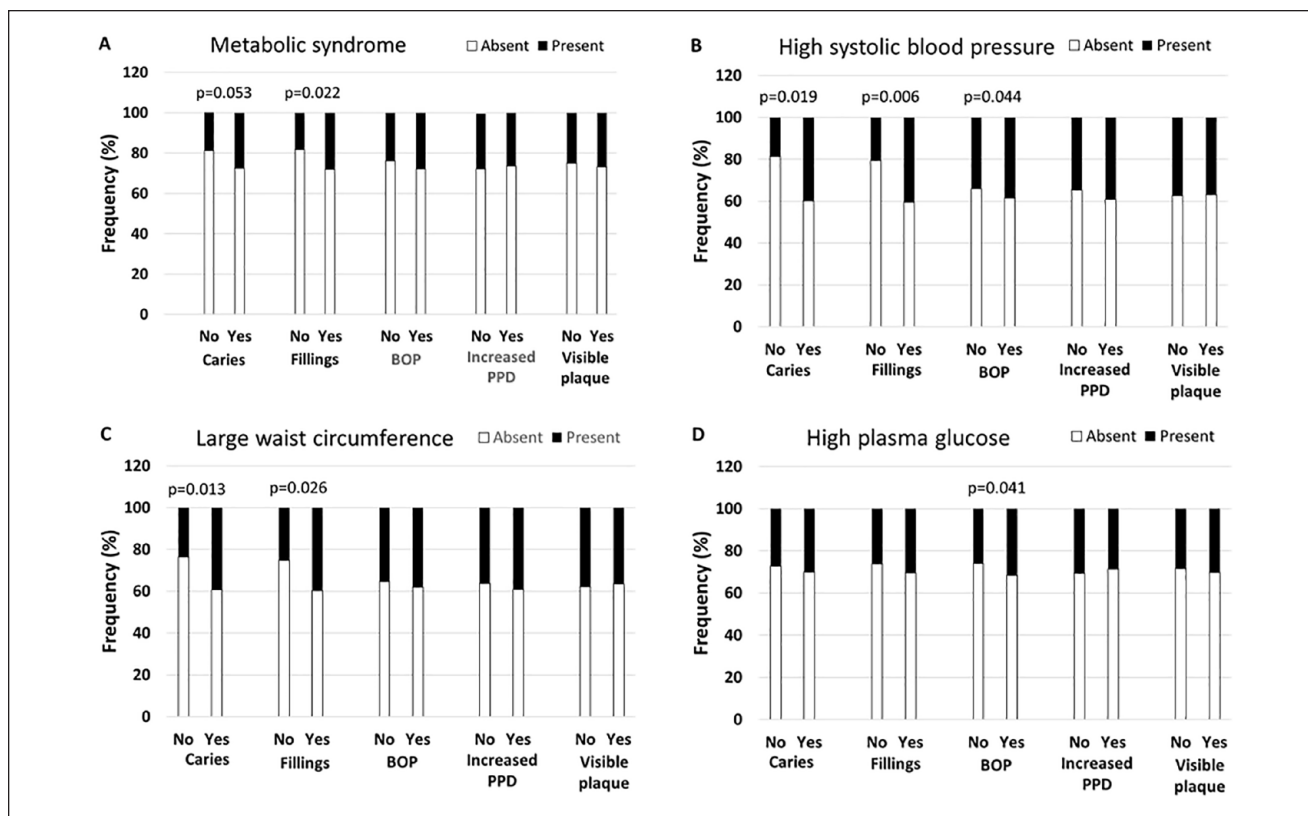 A Metabolic syndrome □Absent ■Present
120
p=0.053 p=0.022
100
80
60
40
20
0
Frequency (%)
No Yes No Yes No Yes No Yes No Yes
Caries Fillings BOP Increased Visible
PPD plaque
B High systolic blood pressure □Absent ■Present
120
p=0.019 p=0.006 p=0.044
100
80
60
40
20
0
Frequency (%)
No Yes No Yes No Yes No Yes No Yes
Caries Fillings BOP Increased Visible
PPD plaque
C Large waist circumference □Absent ■Present
120
p=0.013 p=0.026
100
80
60
40
20
0
Frequency (%)
No Yes No Yes No Yes No Yes No Yes
Caries Fillings BOP Increased Visible
PPD plaque
D High plasma glucose □Absent ■Present
120
p=0.041
100
80
60
40
20
0
Frequency (%)
No Yes No Yes No Yes No Yes No Yes
Caries Fillings BOP Increased Visible
PPD plaque